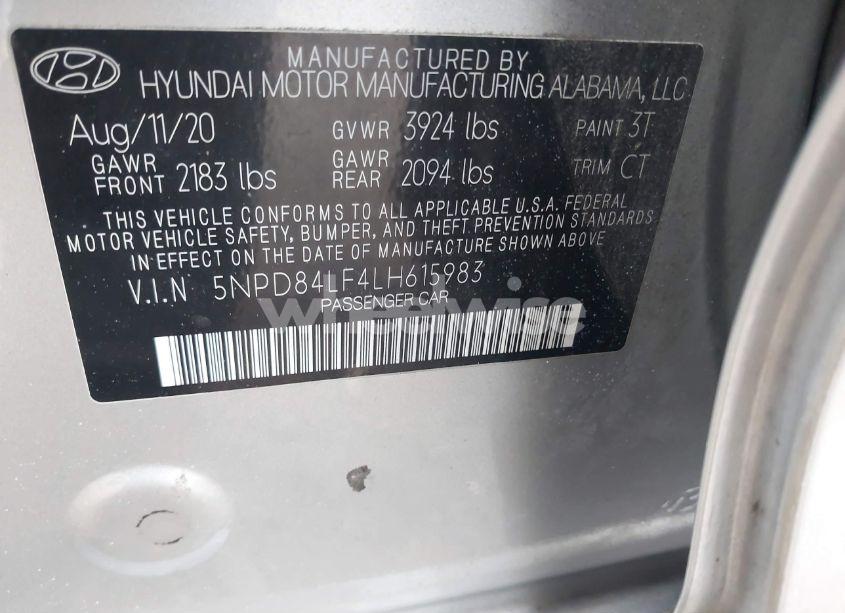 MANUFACTURED BY
HYUNDAI MOTOR MANUFACTURING ALABAMA, LLC
Aug/11/20 GVWR 3924 lbs PAINT 3T
GAWR FRONT 2183 lbs GAWR REAR 2094 lbs TRIM CT
THIS VEHICLE CONFORMS TO ALL APPLICABLE U.S.A. FEDERAL
MOTOR VEHICLE SAFETY, BUMPER, AND THEFT PREVENTION STANDARDS
IN EFFECT ON THE DATE OF MANUFACTURE SHOWN ABOVE.
V.I.N 5NPD84LF4LH615983
PASSENGER CAR
wheelwise